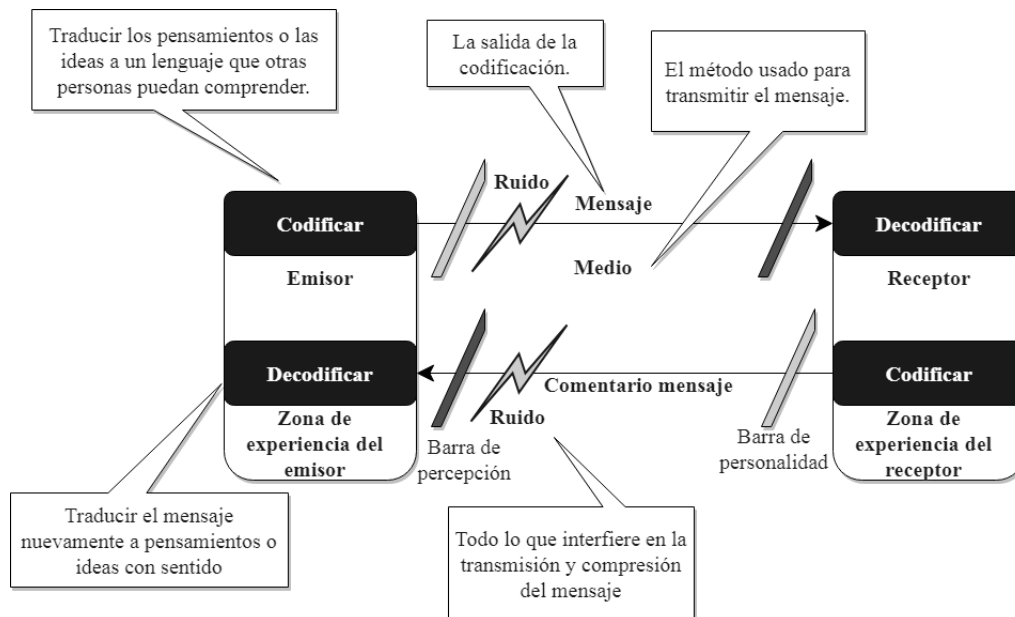 Traducir los pensamientos o las
ideas a un lenguaje que otras
personas puedan comprender.
La salida de la
codificación.
El método usado para
transmitir el mensaje.
Ruido
Mensaje
Codificar
Decodificar
Emisor
Medio
Receptor
Decodificar
Comentario mensaje
Codificar
Ruido
Zona de
experiencia del
emisor
Barra de
percepción
Barra de
personalidad
Zona de
experiencia del
receptor
Traducir el mensaje
nuevamente a pensamientos o
ideas con sentido
Todo lo que interfiere en la
transmisión y compresión
del mensaje